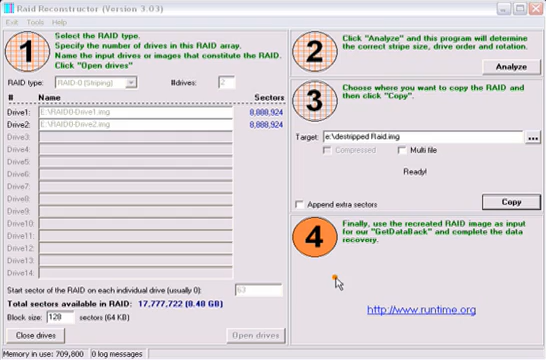 Raid Reconstructor (Version 3.03)
Exit Tools Help
1
Select the RAID type.
Specify the number of drives in this RAID array.
Name the input drives or images that constitute the RAID.
Click "Open drives"
RAID type: RAID-0 (Striping) #drives: 2
# Name Sectors
Drive1: E:\RAID0-Drive1.img 8,888,924
Drive2: E:\RAID0-Drive2.img 8,888,924
Drive3:
Drive4:
Drive5:
Drive6:
Drive7:
Drive8:
Drive9:
Drive10:
Drive11:
Drive12:
Drive13:
Drive14:
Start sector of the RAID on each individual drive (usually 0): 63
Total sectors available in RAID: 17,777,722 (8.48 GB)
Block size: 128 sectors (64 KB)
Close drives Open drives
2
Click "Analyze" and this program will determine
the correct stripe size, drive order and rotation.
Analyze
3
Choose where you want to copy the RAID and
then click "Copy".
Target: e:\destripped Raid.img ...
Compressed Multi file
Ready!
Append extra sectors Copy
4
Finally, use the recreated RAID image as input
for our "GetDataBack" and complete the data
recovery.
http://www.runtime.org
Memory in use: 709,800 0 log messages